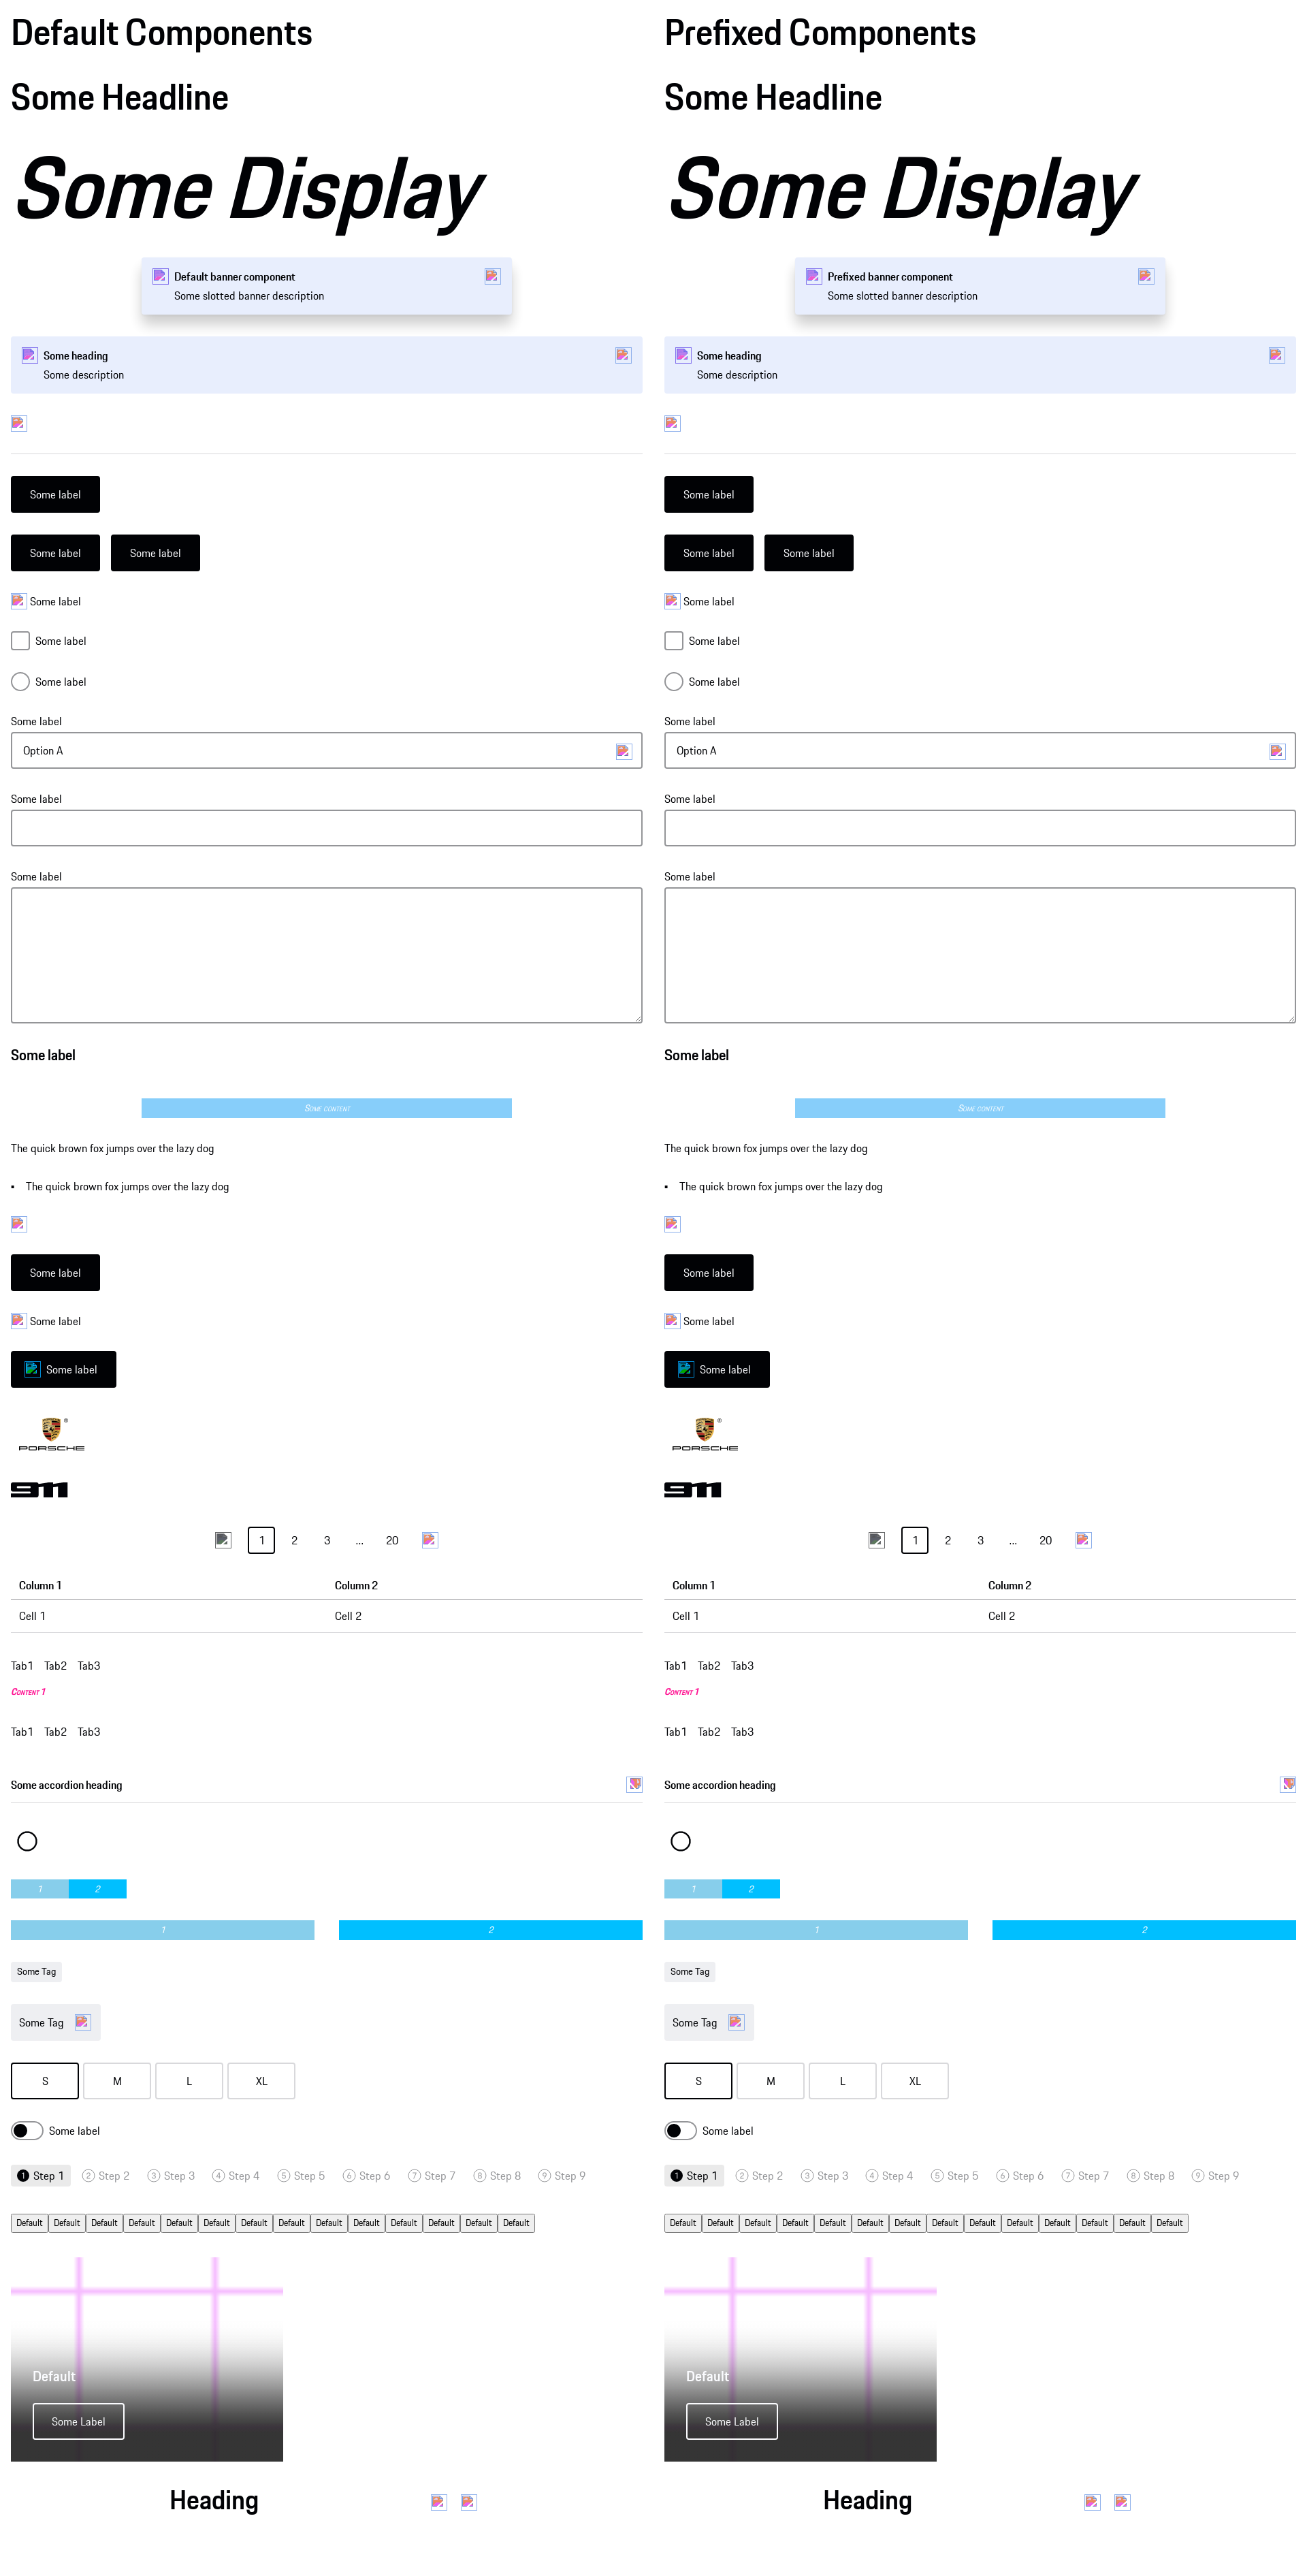 Default Components
Some Headline
Some Display
Default banner component
Some slotted banner description
Some heading
Some description
Some label
Some label Some label
Some label
Some label
Some label
Some label
Option A
Some label
Some label
Some label
Some content
The quick brown fox jumps over the lazy dog
• The quick brown fox jumps over the lazy dog
Some label
Some label
Some label
PORSCHE ®
911
1 2 3 ... 20
Column 1 Column 2
Cell 1 Cell 2
Tab1 Tab2 Tab3
Content 1
Tab1 Tab2 Tab3
Some accordion heading
1 2
1 2
Some Tag
Some Tag
S M L XL
Some label
1 Step 1 2 Step 2 3 Step 3 4 Step 4 5 Step 5 6 Step 6 7 Step 7 8 Step 8 9 Step 9
Default Default Default Default Default Default Default Default Default Default Default Default Default Default
Default
Some Label
Heading
Prefixed Components
Some Headline
Some Display
Prefixed banner component
Some slotted banner description
Some heading
Some description
Some label
Some label Some label
Some label
Some label
Some label
Some label
Option A
Some label
Some label
Some label
Some content
The quick brown fox jumps over the lazy dog
• The quick brown fox jumps over the lazy dog
Some label
Some label
Some label
PORSCHE ®
911
1 2 3 ... 20
Column 1 Column 2
Cell 1 Cell 2
Tab1 Tab2 Tab3
Content 1
Tab1 Tab2 Tab3
Some accordion heading
1 2
1 2
Some Tag
Some Tag
S M L XL
Some label
1 Step 1 2 Step 2 3 Step 3 4 Step 4 5 Step 5 6 Step 6 7 Step 7 8 Step 8 9 Step 9
Default Default Default Default Default Default Default Default Default Default Default Default Default Default
Default
Some Label
Heading